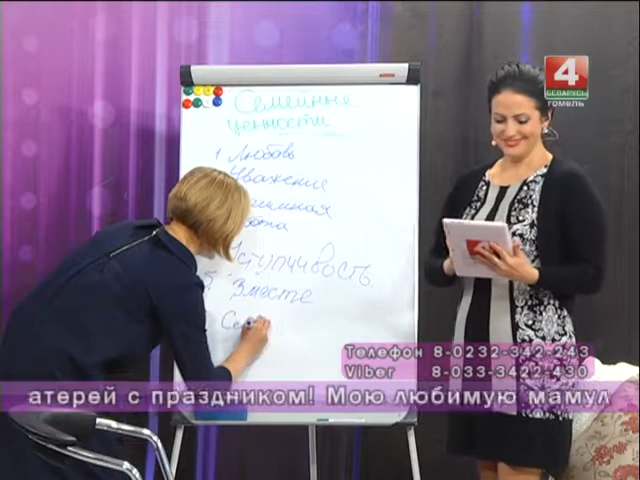 4
БЕЛАРУСЬ
ГОМЕЛЬ
Семейные
ценности
1 Любовь
Уважение
Уступчивость
5. Вместе
Се
Телефон 8-0232-342-243
Viber 8-033-3422-430
атерей с праздником! Мою любимую мамул